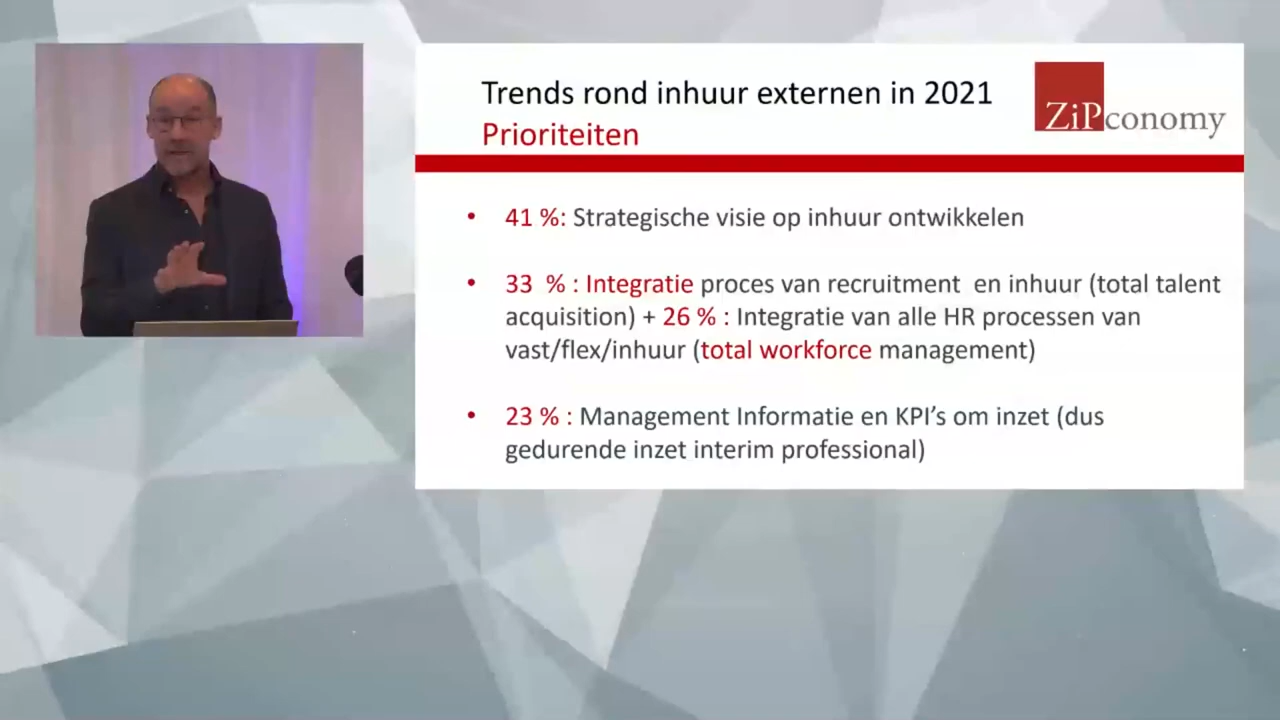 Trends rond inhuur externen in 2021
Prioriteiten
ZiPconomy
• 41 %: Strategische visie op inhuur ontwikkelen
• 33 % : Integratie proces van recruitment en inhuur (total talent
acquisition) + 26 % : Integratie van alle HR processen van
vast/flex/inhuur (total workforce management)
• 23 % : Management Informatie en KPI’s om inzet (dus
gedurende inzet interim professional)